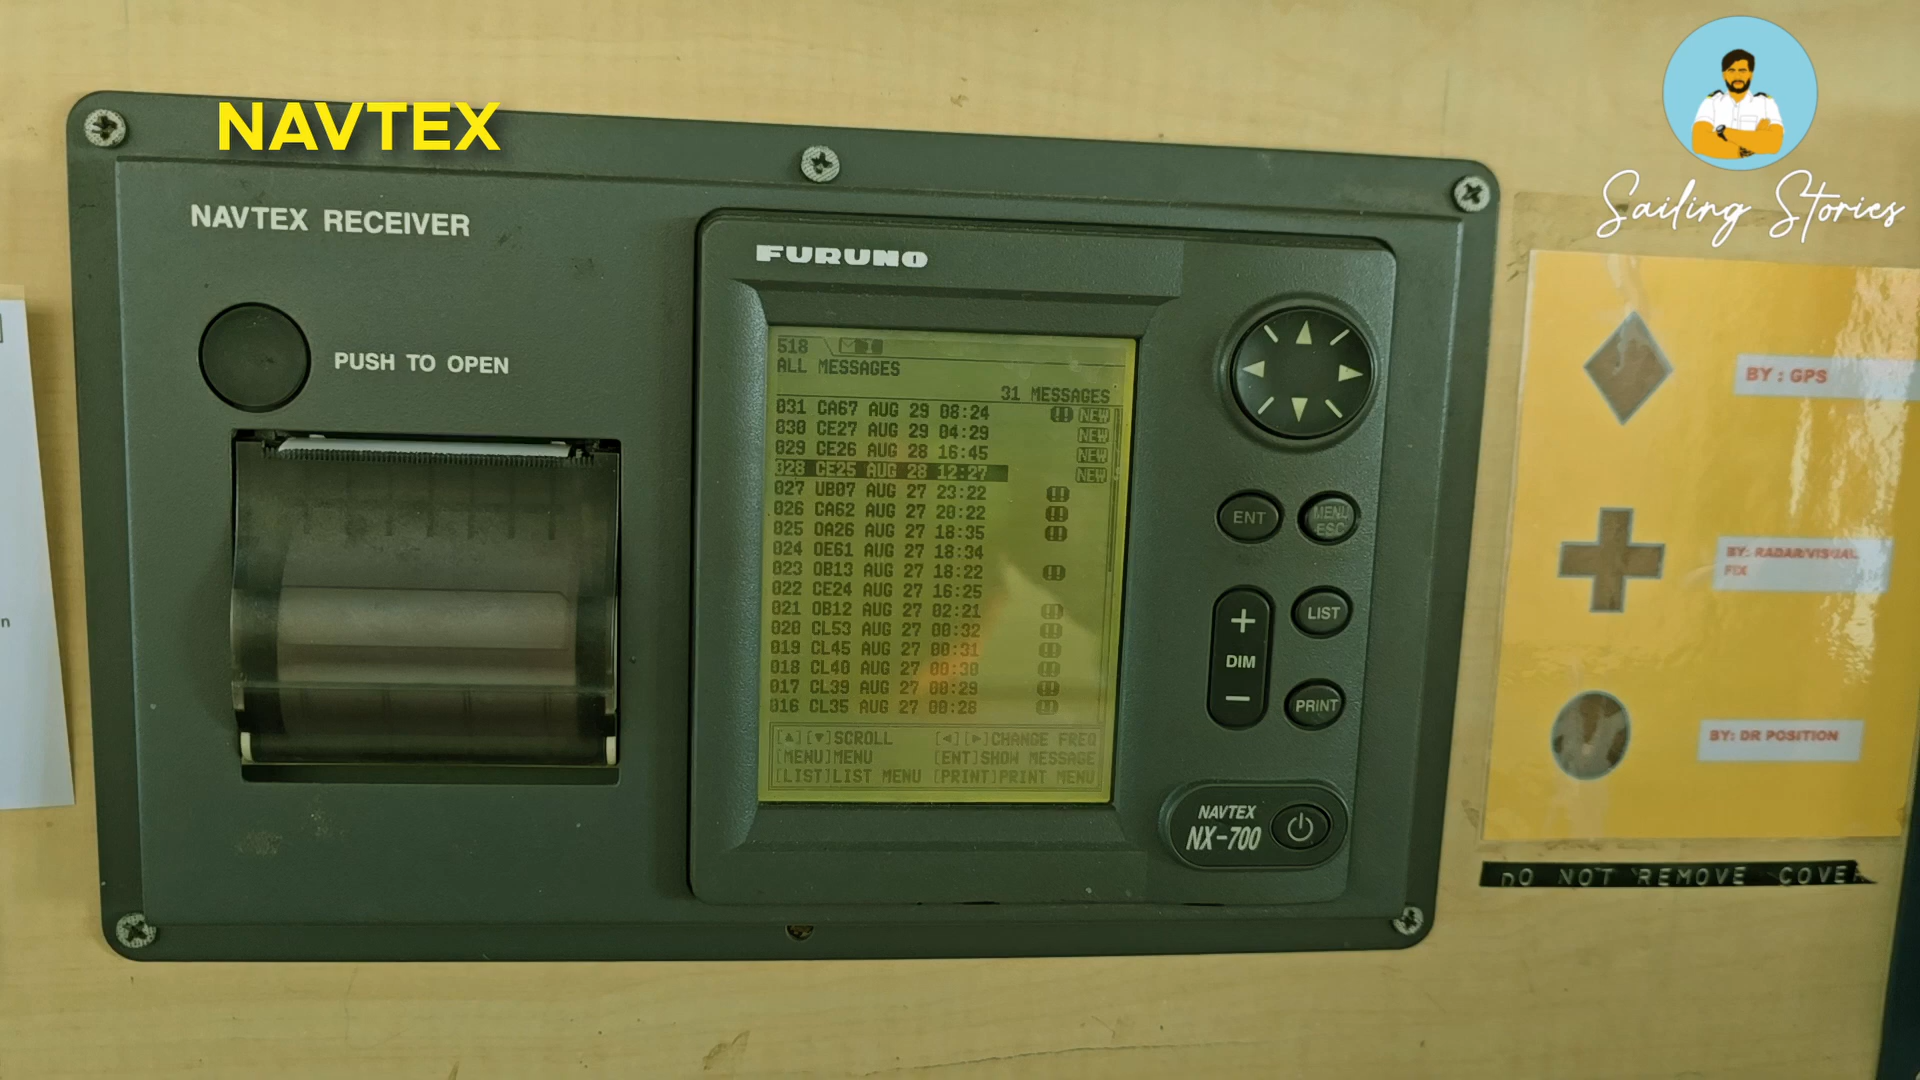 NAVTEX
Sailing Stories
NAVTEX RECEIVER
PUSH TO OPEN
FURUNO
518
ALL MESSAGES
31 MESSAGES
031 CA67 AUG 29 08:24 !! NEW
030 CE27 AUG 29 04:29 NEW
029 CE26 AUG 28 16:45 NEW
028 CE25 AUG 28 12:27 NEW
027 UB07 AUG 27 23:22 !!
026 CA62 AUG 27 20:22 !!
025 OA26 AUG 27 18:35 !!
024 OE61 AUG 27 18:34
023 OB13 AUG 27 18:22 !!
022 CE24 AUG 27 16:25
021 OB12 AUG 27 02:21 !!
020 CL53 AUG 27 00:32 !!
019 CL45 AUG 27 00:31 !!
018 CL40 AUG 27 00:30 !!
017 CL39 AUG 27 00:29 !!
016 CL35 AUG 27 00:28 !!
[▲][▼]SCROLL [◄][►]CHANGE FREQ
[MENU]MENU [ENT]SHOW MESSAGE
[LIST]LIST MENU [PRINT]PRINT MENU
ENT
MENU
ESC
+
DIM
−
LIST
PRINT
NAVTEX
NX-700
BY : GPS
BY: RADAR/VISUAL
FIX
BY: DR POSITION
DO NOT REMOVE COVER
n